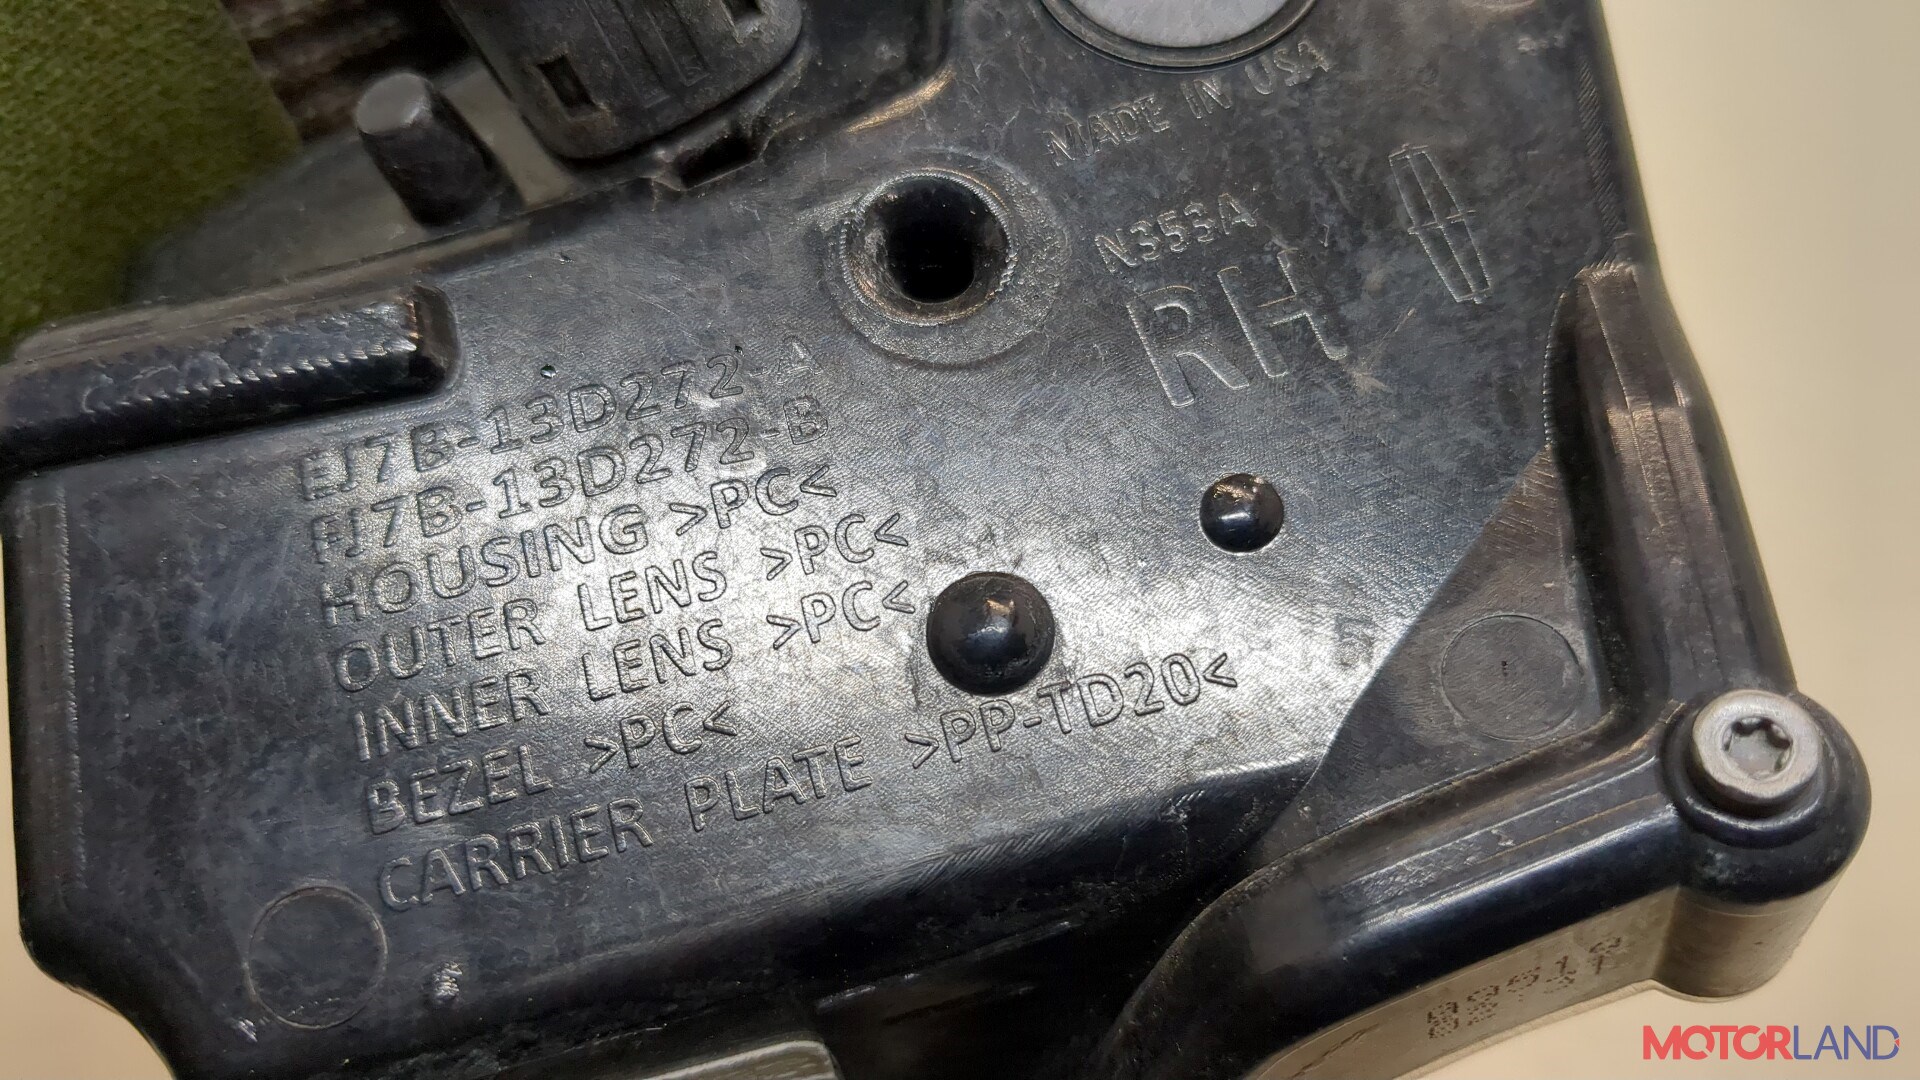 MADE IN USA
N353A
RH
EJ7B-13D272-A
FJ7B-13D272-B
HOUSING >PC<
OUTER LENS >PC<
INNER LENS >PC<
BEZEL >PC<
CARRIER PLATE >PP-TD20<
MOTORLAND